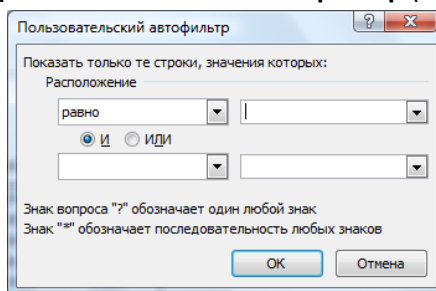 Пользовательский автофильтр
Показать только те строки, значения которых:
Расположение
равно
И ИЛИ
Знак вопроса "?" обозначает один любой знак
Знак "*" обозначает последовательность любых знаков
OK Отмена